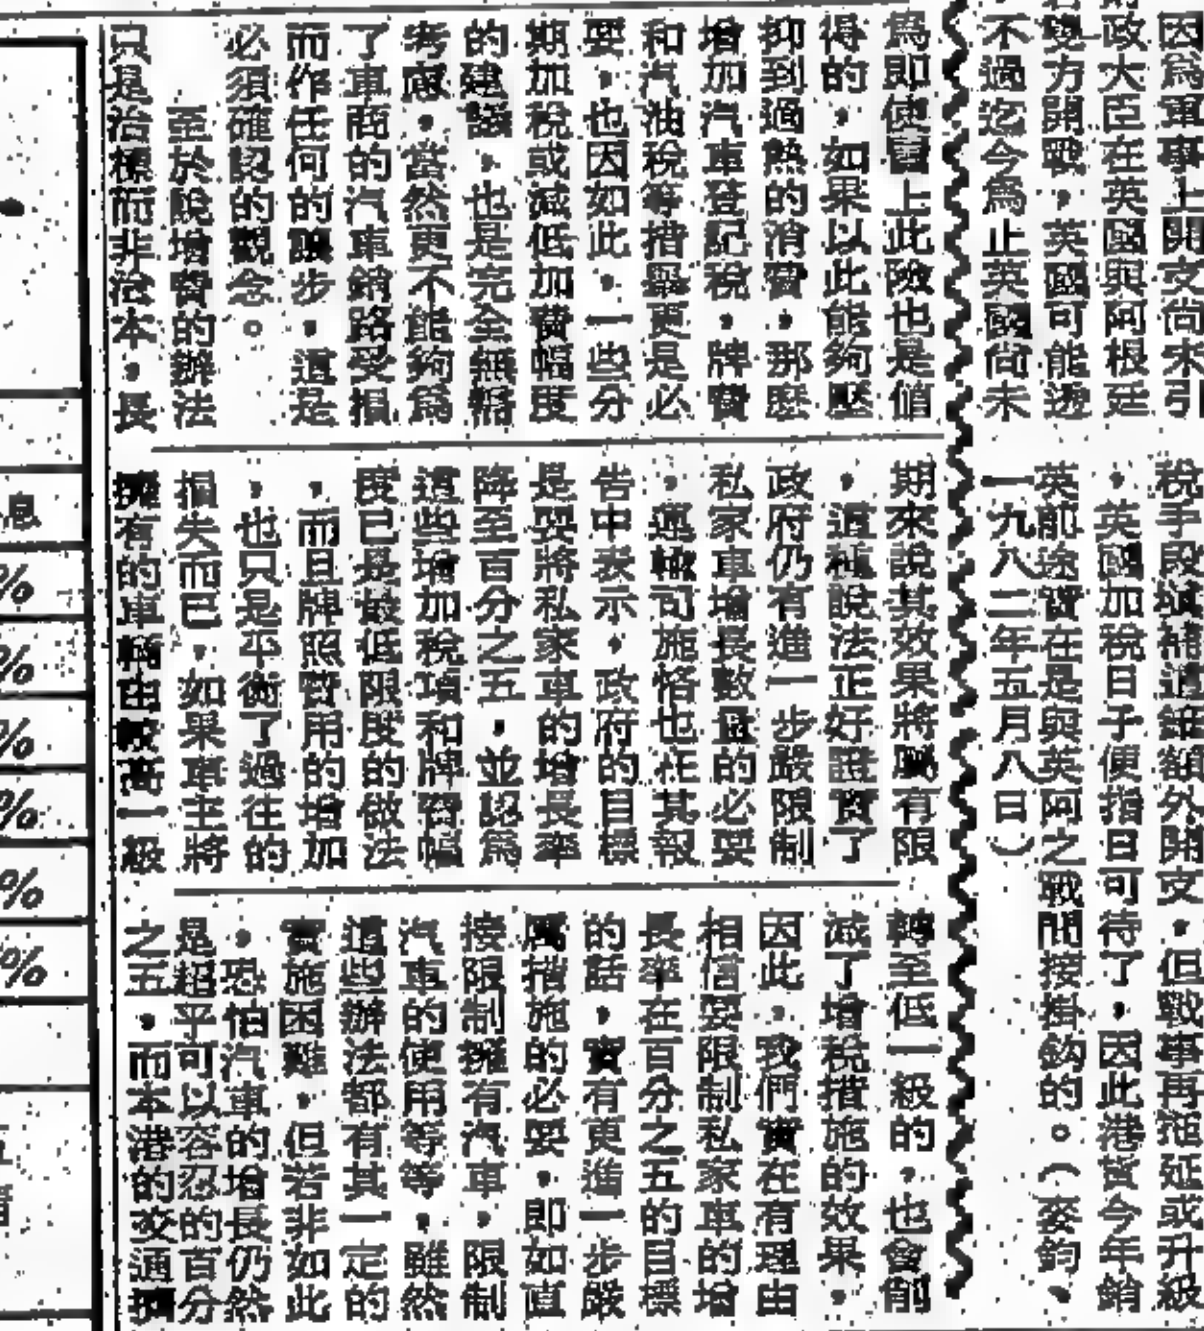 因爲軍事上開支尚未引
財政大臣在英國與阿根廷
若雙方開戰，英國可能透
不過迄今爲止英國尚未
稅手段填補這鉅額外開支，但戰事再拖延或升級
，英國加稅日子便指日可待了，因此港貨今年銷
英前途實在是與英阿之戰間接掛鈎的。（麥鈞，
一九八二年五月八日）
爲即使冒上此險也是值
得的，如果以此能夠壓
抑到過熱的消費，那麽
增加汽車登記稅，牌費
和汽油稅等措舉更是必
要，也因如此，一些分
期加稅或減低加費幅度
的建議，也是完全無需
考慮，當然更不能夠爲
了車商的汽車銷路受損
而作任何的讓步，這是
必須確認的觀念。
至於說增費的辦法
只是治標而非治本，長
期來說其效果將屬有限
，這種說法正好證實了
政府仍有進一步嚴限制
私家車增長數量的必要
，運輸司施恪也在其報
告中表示，政府的目標
是要將私家車的增長率
降至百分之五，並認爲
這些增加稅項和牌費幅
度已是最低限度的做法
，而且牌照費用的增加
，也只是平衡了過往的
損失而已，如果車主將
擁有的車輛由較高一級
轉至低一級的，也會削
減了增稅措施的效果，
因此，我們實在有理由
相信要限制私家車的增
長率在百分之五的目標
的話，實有更進一步嚴
厲措施的必要，即如直
接限制擁有汽車，限制
汽車的使用等等，雖然
這些辦法都有其一定的
實施困難，但若非如此
，恐怕汽車的增長仍然
是超乎可以容忍的百分
之五，而本港的交通擠
息
%
%
%
%
%
%